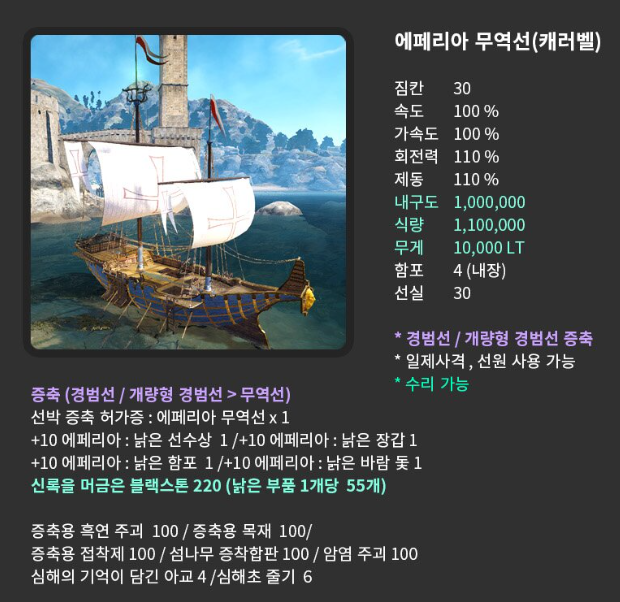 에페리아 무역선(캐러벨)
짐칸 30
속도 100 %
가속도 100 %
회전력 110 %
제동 110 %
내구도 1,000,000
식량 1,100,000
무게 10,000 LT
함포 4 (내장)
선실 30
* 경범선 / 개량형 경범선 증축
* 일제사격 , 선원 사용 가능
* 수리 가능
증축 (경범선 / 개량형 경범선 > 무역선)
선박 증축 허가증 : 에페리아 무역선 x 1
+10 에페리아 : 낡은 선수상 1 /+10 에페리아 : 낡은 장갑 1
+10 에페리아 : 낡은 함포 1 /+10 에페리아 : 낡은 바람 돛 1
신록을 머금은 블랙스톤 220 (낡은 부품 1개당 55개)
증축용 흑연 주괴 100 / 증축용 목재 100/
증축용 접착제 100 / 섬나무 증착합판 100 / 암염 주괴 100
심해의 기억이 담긴 아교 4 /심해초 줄기 6